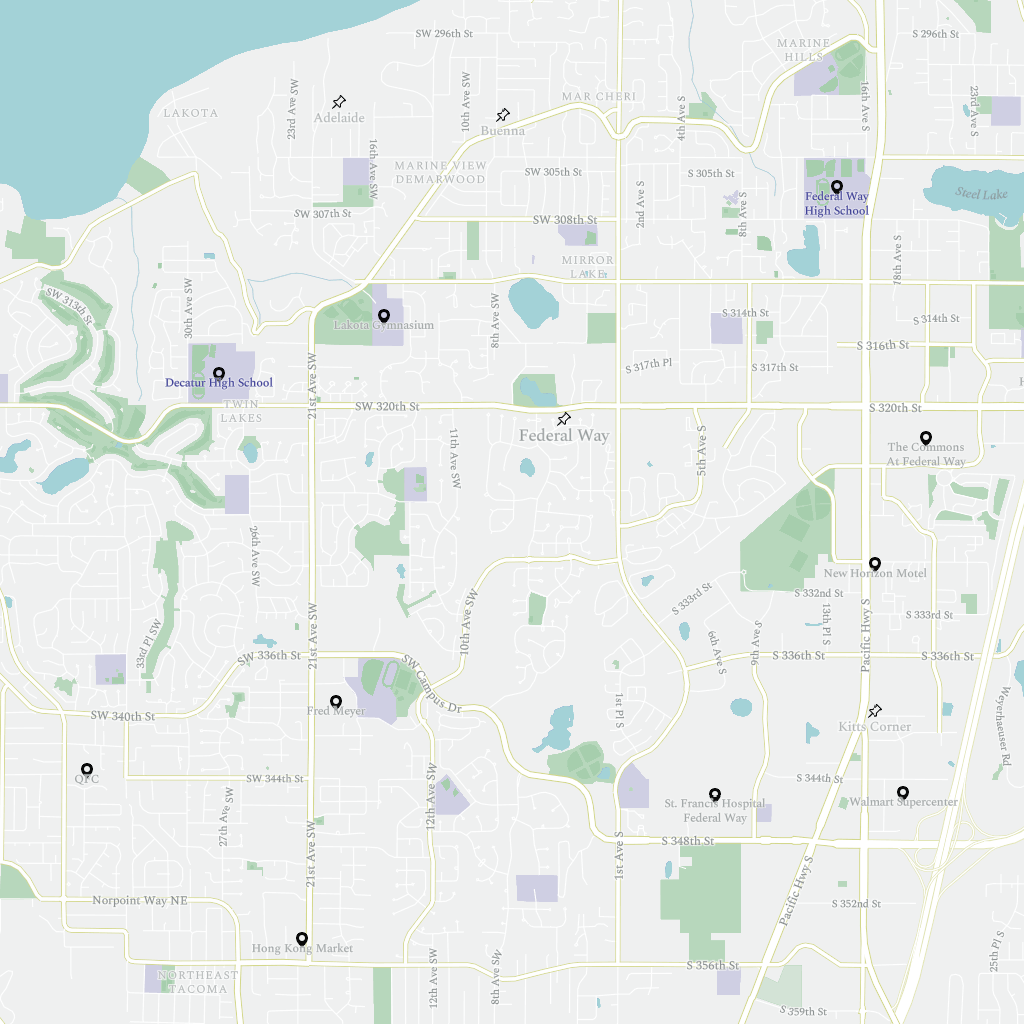 SW 296th St
S 296th St
MARINE
HILLS
LAKOTA
23rd Ave SW
Adelaide
10th Ave SW
Buenna
MAR CHERI
4th Ave S
16th Ave S
23rd Ave S
16th Ave SW
MARINE VIEW
DEMARWOOD
SW 305th St
S 305th St
Federal Way
High School
Steel Lake
SW 307th St
SW 308th St
2nd Ave S
8th Ave S
18th Ave S
MIRROR
LAKE
SW 313th St
30th Ave SW
Lakota Gymnasium
8th Ave SW
S 314th St
S 314th St
S 316th St
S 317th Pl
S 317th St
Decatur High School
21st Ave SW
TWIN
LAKES
SW 320th St
S 320th St
Federal Way
11th Ave SW
5th Ave S
The Commons
At Federal Way
26th Ave SW
New Horizon Motel
S 332nd St
S 333rd St
S 333rd St
13th Pl S
33rd Pl SW
21st Ave SW
10th Ave SW
6th Ave S
9th Ave S
Pacific Hwy S
SW 336th St
S 336th St
S 336th St
SW Campus Dr
Fred Meyer
1st Pl S
Kitts Corner
Weyerhaeuser Rd
SW 340th St
QFC
SW 344th St
S 344th St
27th Ave SW
21st Ave SW
12th Ave SW
St. Francis Hospital
Federal Way
Walmart Supercenter
1st Ave S
S 348th St
Pacific Hwy S
Norpoint Way NE
S 352nd St
Hong Kong Market
25th Pl S
NORTHEAST
TACOMA
12th Ave SW
8th Ave SW
S 356th St
S 359th St